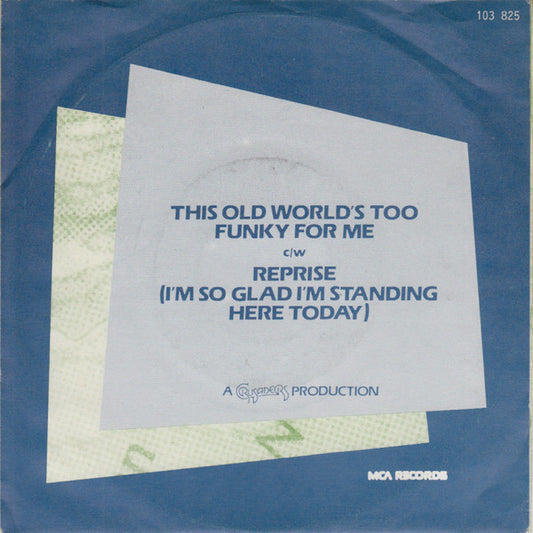 103 825
THIS OLD WORLD'S TOO
FUNKY FOR ME
c/w
REPRISE
(I'M SO GLAD I'M STANDING
HERE TODAY)
A CRUSADERS PRODUCTION
MCA RECORDS